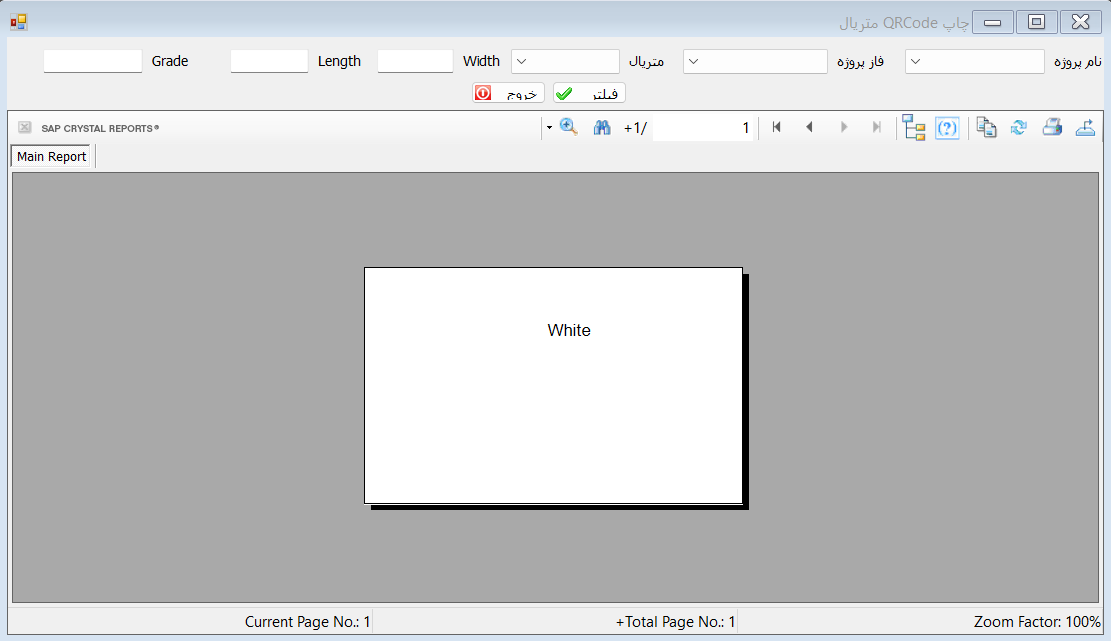 چاپ QRCode متریال
نام پروژه فاز پروژه متریال Width Length Grade
فیلتر خروج
SAP CRYSTAL REPORTS® +1/ 1
Main Report
White
Current Page No.: 1 +Total Page No.: 1 Zoom Factor: 100%